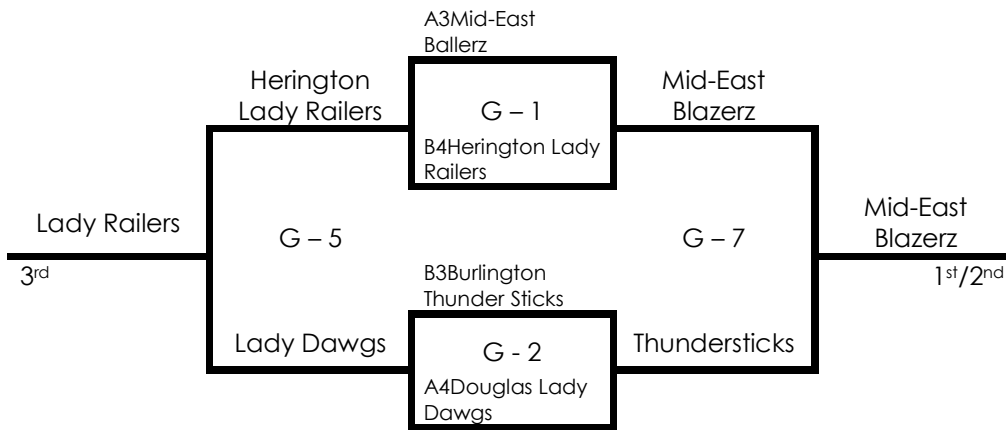 A3Mid-East
Ballerz
Herington
Lady Railers
G – 1
Mid-East
Blazerz
B4Herington Lady
Railers
Lady Railers
G – 5
G – 7
Mid-East
Blazerz
3rd
1st/2nd
B3Burlington
Thunder Sticks
Lady Dawgs
G - 2
Thundersticks
A4Douglas Lady
Dawgs